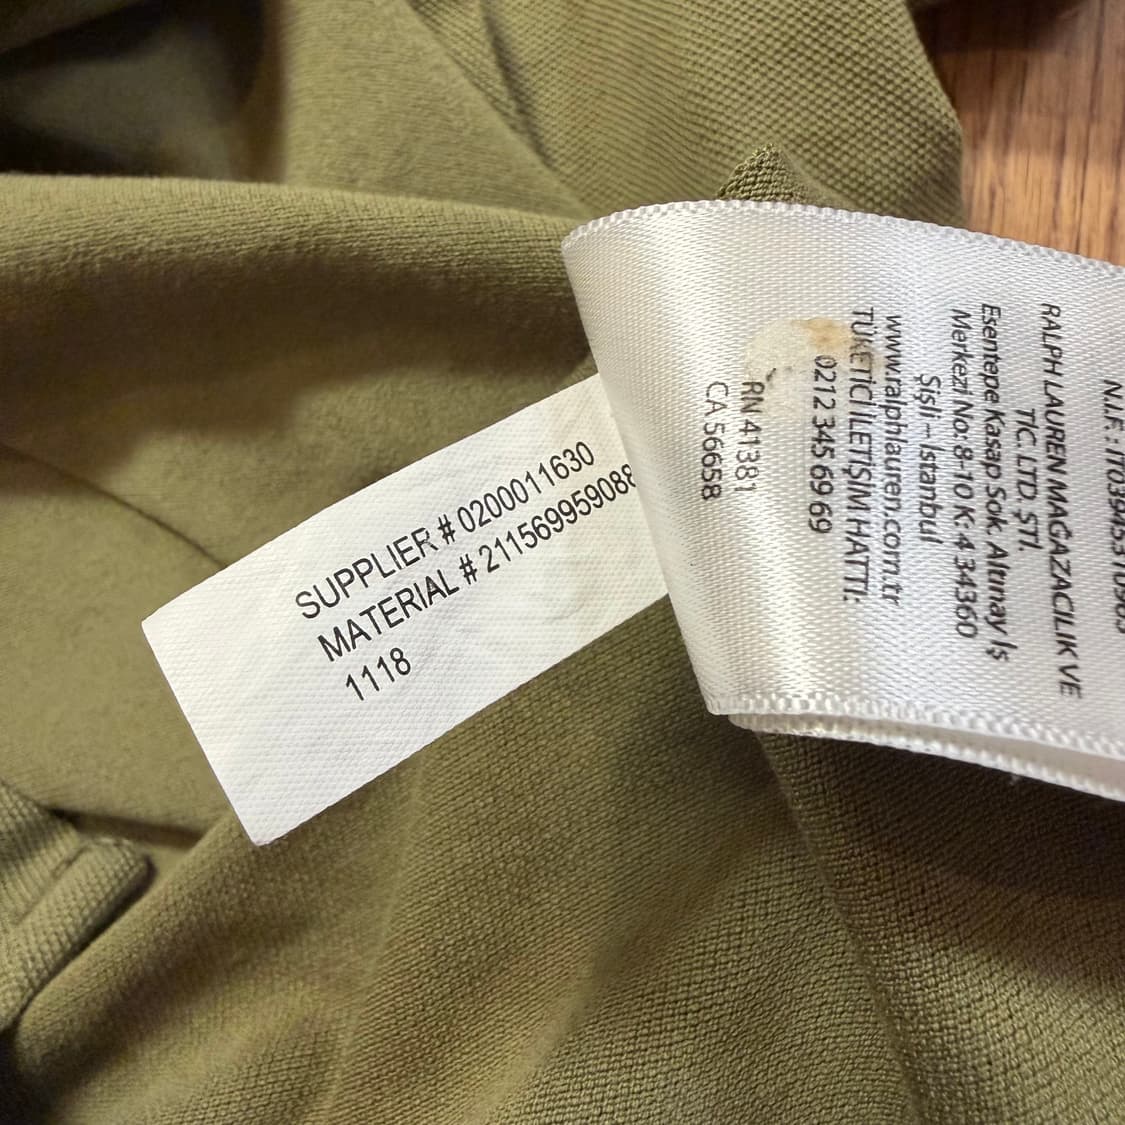 SUPPLIER # 0200011630
MATERIAL # 211569959088
1118
N.I.F.:
RALPH LAUREN MAĞAZACILIK VE
TİC. LTD. ŞTİ.
Esentepe Kasap Sok. Altınay İş
Merkezi No:8-10 K:4 34360
Şişli – İstanbul
www.ralphlauren.com.tr
TÜKETİCİ İLETİŞİM HATTI.
0212 345 69 69
RN 41381
CA 56658